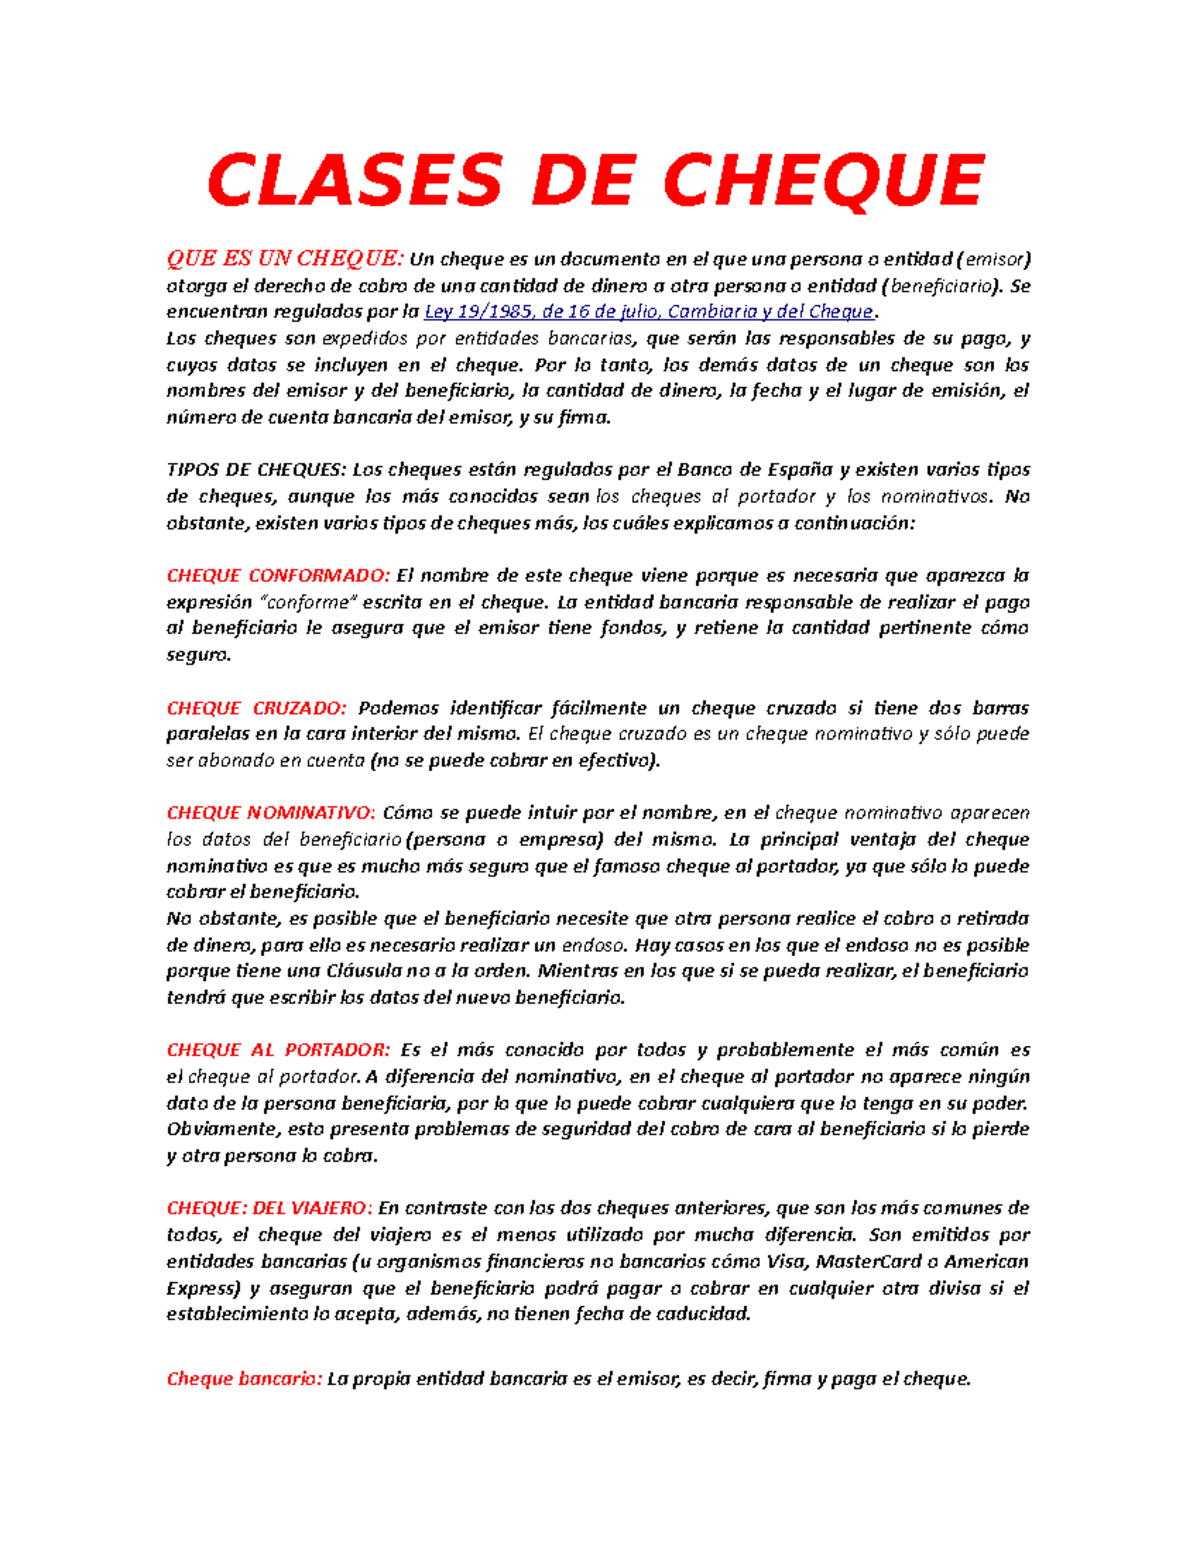 CLASES DE CHEQUE
QUE ES UN CHEQUE: Un cheque es un documento en el que una persona o entidad (emisor)
otorga el derecho de cobro de una cantidad de dinero a otra persona o entidad (beneficiario). Se
encuentran regulados por la Ley 19/1985, de 16 de julio, Cambiaria y del Cheque.
Los cheques son expedidos por entidades bancarias, que serán las responsables de su pago, y
cuyos datos se incluyen en el cheque. Por lo tanto, los demás datos de un cheque son los
nombres del emisor y del beneficiario, la cantidad de dinero, la fecha y el lugar de emisión, el
número de cuenta bancaria del emisor, y su firma.
TIPOS DE CHEQUES: Los cheques están regulados por el Banco de España y existen varios tipos
de cheques, aunque los más conocidos sean los cheques al portador y los nominativos. No
obstante, existen varios tipos de cheques más, los cuáles explicamos a continuación:
CHEQUE CONFORMADO: El nombre de este cheque viene porque es necesaria que aparezca la
expresión “conforme” escrita en el cheque. La entidad bancaria responsable de realizar el pago
al beneficiario le asegura que el emisor tiene fondos, y retiene la cantidad pertinente cómo
seguro.
CHEQUE CRUZADO: Podemos identificar fácilmente un cheque cruzado si tiene dos barras
paralelas en la cara interior del mismo. El cheque cruzado es un cheque nominativo y sólo puede
ser abonado en cuenta (no se puede cobrar en efectivo).
CHEQUE NOMINATIVO: Cómo se puede intuir por el nombre, en el cheque nominativo aparecen
los datos del beneficiario (persona o empresa) del mismo. La principal ventaja del cheque
nominativo es que es mucho más seguro que el famoso cheque al portador, ya que sólo lo puede
cobrar el beneficiario.
No obstante, es posible que el beneficiario necesite que otra persona realice el cobro o retirada
de dinero, para ello es necesario realizar un endoso. Hay casos en los que el endoso no es posible
porque tiene una Cláusula no a la orden. Mientras en los que si se pueda realizar, el beneficiario
tendrá que escribir los datos del nuevo beneficiario.
CHEQUE AL PORTADOR: Es el más conocido por todos y probablemente el más común es
el cheque al portador. A diferencia del nominativo, en el cheque al portador no aparece ningún
dato de la persona beneficiaria, por lo que lo puede cobrar cualquiera que lo tenga en su poder.
Obviamente, esto presenta problemas de seguridad del cobro de cara al beneficiario si lo pierde
y otra persona lo cobra.
CHEQUE: DEL VIAJERO: En contraste con los dos cheques anteriores, que son los más comunes de
todos, el cheque del viajero es el menos utilizado por mucha diferencia. Son emitidos por
entidades bancarias (u organismos financieros no bancarios cómo Visa, MasterCard o American
Express) y aseguran que el beneficiario podrá pagar o cobrar en cualquier otra divisa si el
establecimiento lo acepta, además, no tienen fecha de caducidad.
Cheque bancario: La propia entidad bancaria es el emisor, es decir, firma y paga el cheque.